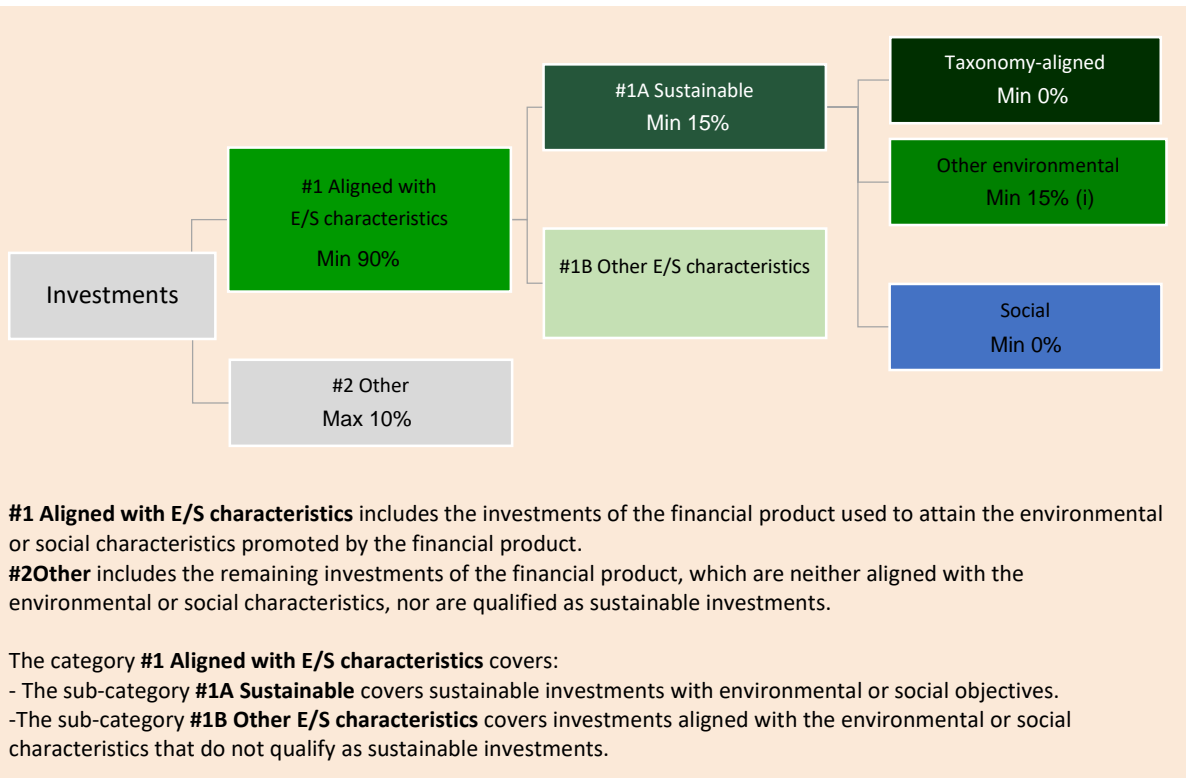 Investments
#1 Aligned with
E/S characteristics
Min 90%
#2 Other
Max 10%
#1A Sustainable
Min 15%
#1B Other E/S characteristics
Taxonomy-aligned
Min 0%
Other environmental
Min 15% (i)
Social
Min 0%
#1 Aligned with E/S characteristics includes the investments of the financial product used to attain the environmental
or social characteristics promoted by the financial product.
#2Other includes the remaining investments of the financial product, which are neither aligned with the
environmental or social characteristics, nor are qualified as sustainable investments.
The category #1 Aligned with E/S characteristics covers:
- The sub-category #1A Sustainable covers sustainable investments with environmental or social objectives.
-The sub-category #1B Other E/S characteristics covers investments aligned with the environmental or social
characteristics that do not qualify as sustainable investments.